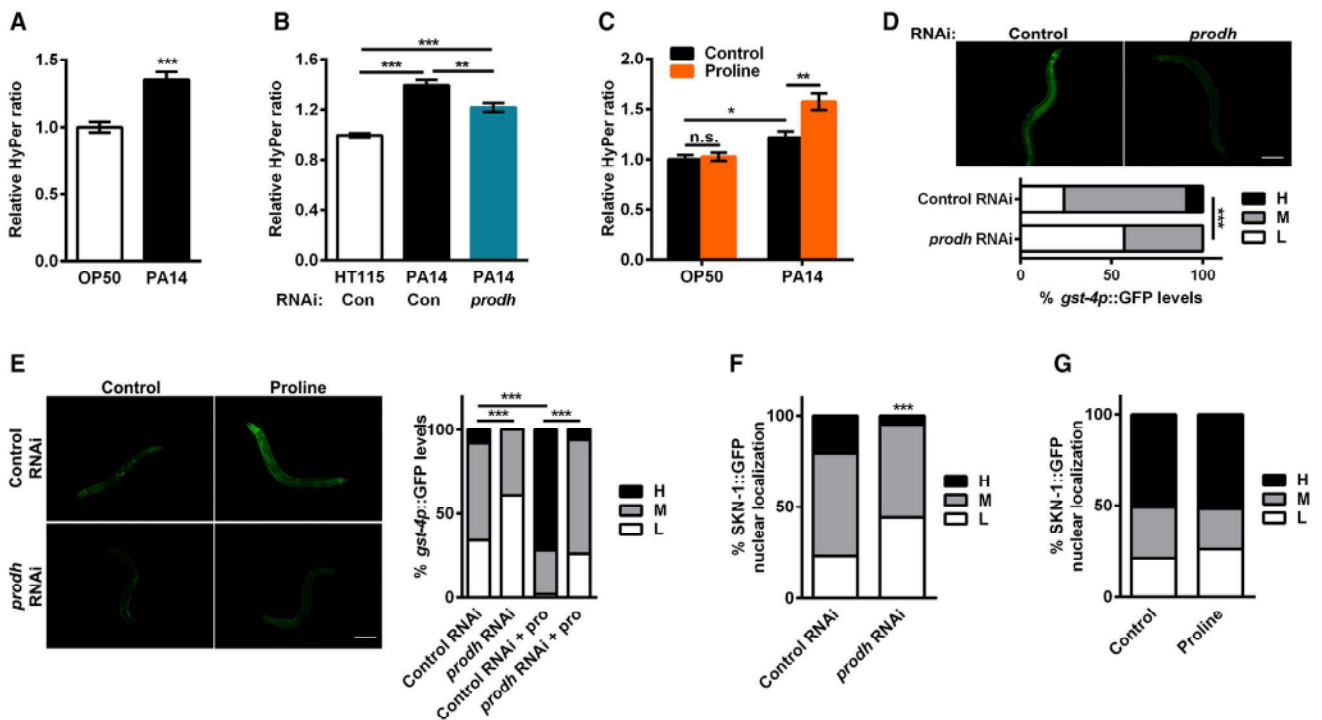 A
Relative HyPer ratio
1.5
1.0
0.5
0.0
***
OP50 PA14
B
Relative HyPer ratio
1.6
1.2
0.8
0.4
0.0
***
*** **
HT115 PA14 PA14
RNAi: Con Con prodh
C
Relative HyPer ratio
2.0
1.5
1.0
0.5
0.0
Control
Proline
**
*
n.s.
OP50 PA14
D
RNAi: Control prodh
Control RNAi
prodh RNAi
***
H
M
L
0 50 100
% gst-4p::GFP levels
E
Control Proline
Control
RNAi
prodh
RNAi
% gst-4p::GFP levels
100
50
0
***
*** ***
H
M
L
Control RNAi
prodh RNAi
Control RNAi + pro
prodh RNAi + pro
F
% SKN-1::GFP
nuclear localization
100
50
0
***
H
M
L
Control RNAi
prodh RNAi
G
% SKN-1::GFP
nuclear localization
100
50
0
H
M
L
Control
Proline